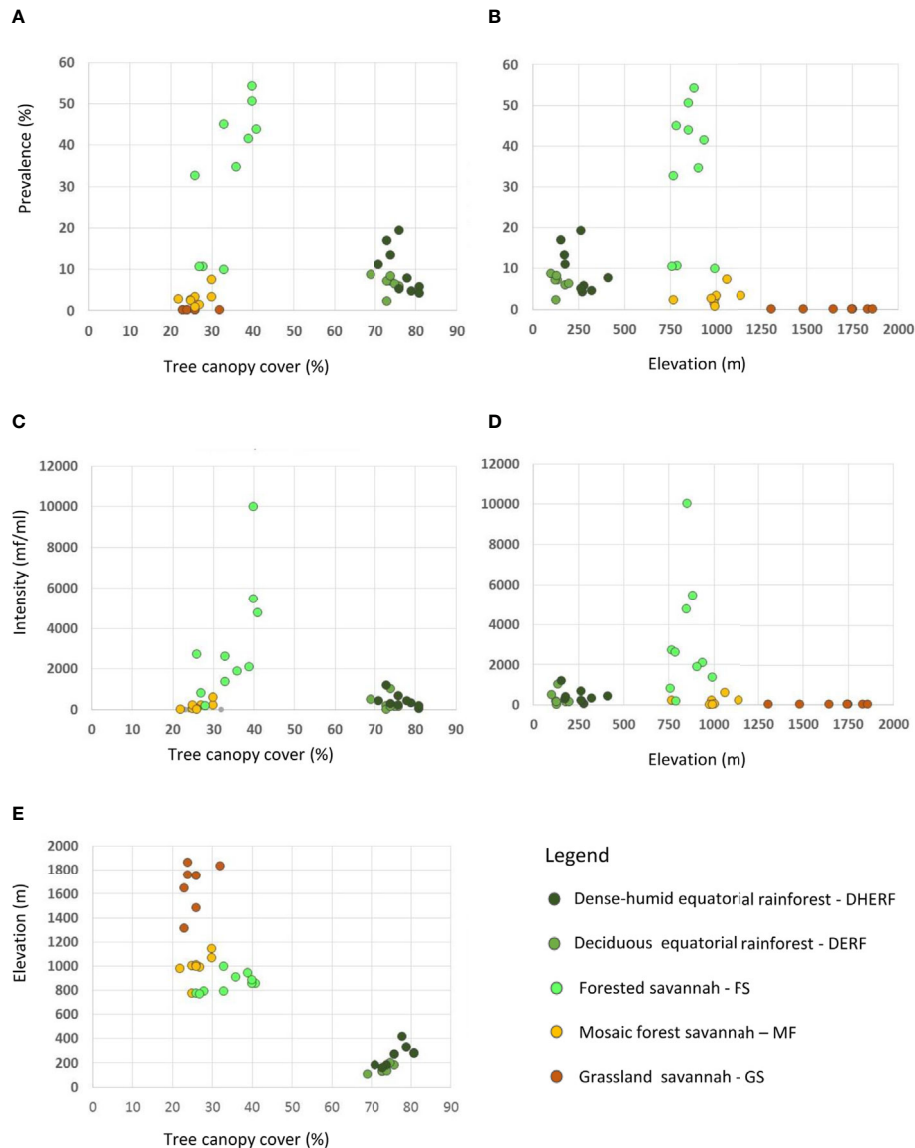 A
B
Prevalence (%)
60
50
40
30
20
10
0
0 10 20 30 40 50 60 70 80 90
Tree canopy cover (%)
60
50
40
30
20
10
0
0 250 500 750 1000 1250 1500 1750 2000
Elevation (m)
C
D
Intensity (mf/ml)
12000
10000
8000
6000
4000
2000
0
0 10 20 30 40 50 60 70 80 90
Tree canopy cover (%)
12000
10000
8000
6000
4000
2000
0
0 250 500 750 1000 1250 1500 1750 2000
Elevation (m)
E
Elevation (m)
2000
1800
1600
1400
1200
1000
800
600
400
200
0
0 10 20 30 40 50 60 70 80 90
Tree canopy cover (%)
Legend
Dense-humid equatorial rainforest - DHERF
Deciduous equatorial rainforest - DERF
Forested savannah - FS
Mosaic forest savannah – MF
Grassland savannah - GS